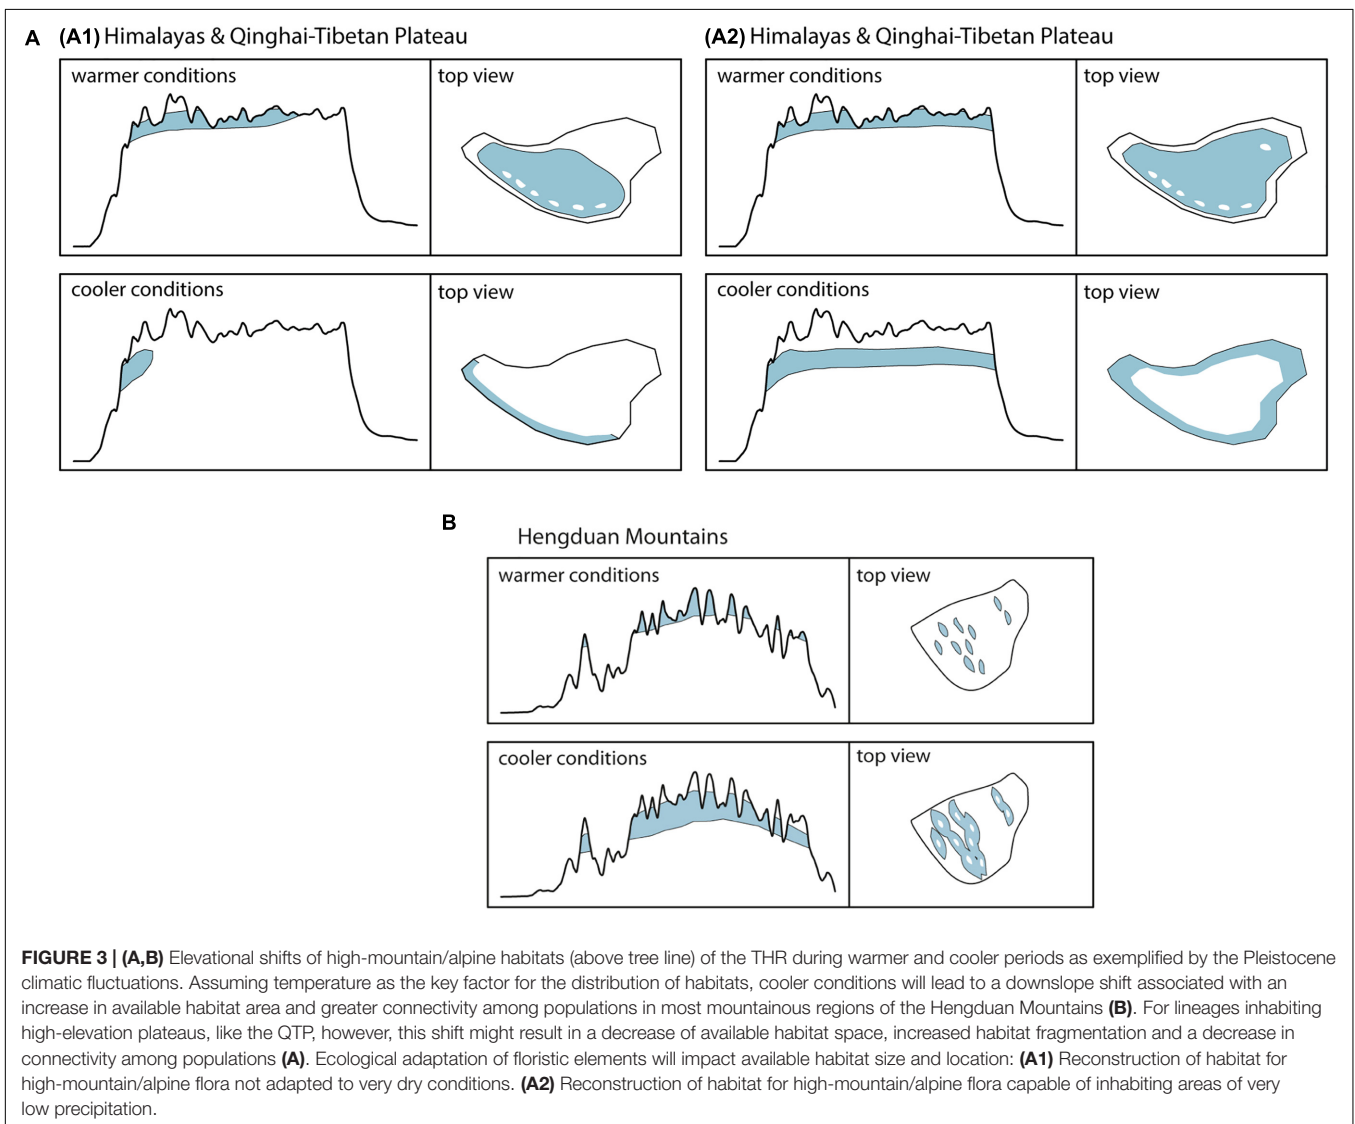 A (A1) Himalayas & Qinghai-Tibetan Plateau
warmer conditions
top view
cooler conditions
top view
(A2) Himalayas & Qinghai-Tibetan Plateau
warmer conditions
top view
cooler conditions
top view
B
Hengduan Mountains
warmer conditions
top view
cooler conditions
top view
FIGURE 3 | (A,B) Elevational shifts of high-mountain/alpine habitats (above tree line) of the THR during warmer and cooler periods as exemplified by the Pleistocene
climatic fluctuations. Assuming temperature as the key factor for the distribution of habitats, cooler conditions will lead to a downslope shift associated with an
increase in available habitat area and greater connectivity among populations in most mountainous regions of the Hengduan Mountains (B). For lineages inhabiting
high-elevation plateaus, like the QTP, however, this shift might result in a decrease of available habitat space, increased habitat fragmentation and a decrease in
connectivity among populations (A). Ecological adaptation of floristic elements will impact available habitat size and location: (A1) Reconstruction of habitat for
high-mountain/alpine flora not adapted to very dry conditions. (A2) Reconstruction of habitat for high-mountain/alpine flora capable of inhabiting areas of very
low precipitation.